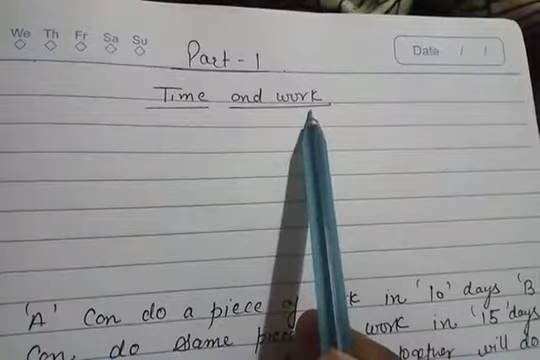 We Th Fr Sa Su
Date / /
Part - 1
Time and work
'A' Can do a piece of in '10' days 'B
Can do Same work in '15' days
will do